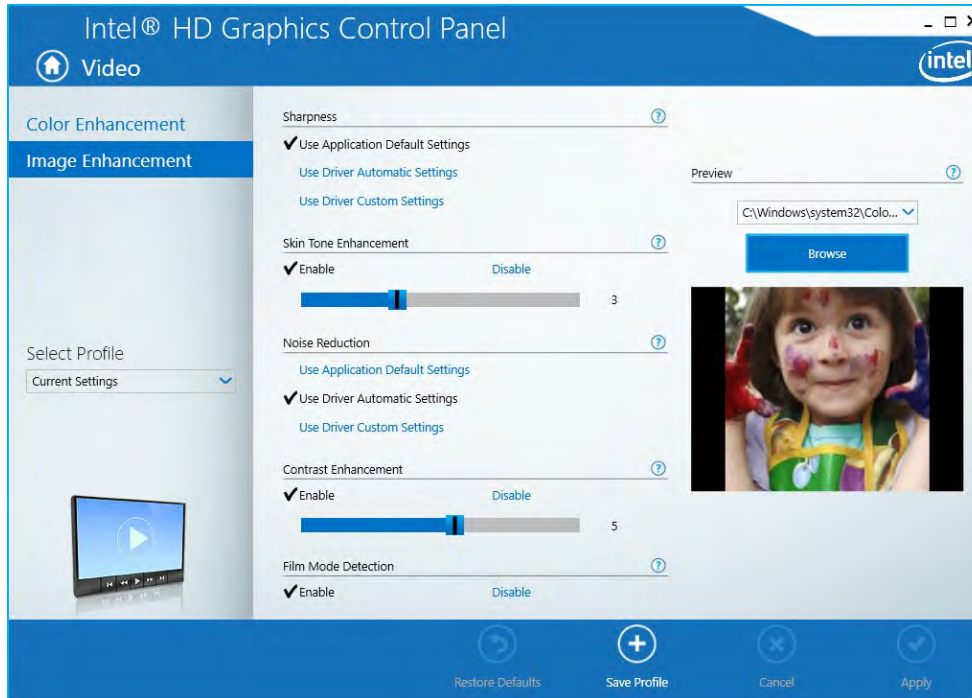 Intel® HD Graphics Control Panel
Video
intel
Color Enhancement
Image Enhancement
Select Profile
Current Settings
Sharpness
Use Application Default Settings
Use Driver Automatic Settings
Use Driver Custom Settings
Skin Tone Enhancement
Enable Disable
3
Noise Reduction
Use Application Default Settings
Use Driver Automatic Settings
Use Driver Custom Settings
Contrast Enhancement
Enable Disable
5
Film Mode Detection
Enable Disable
Preview
C:\Windows\system32\Colo...
Browse
Restore Defaults Save Profile Cancel Apply